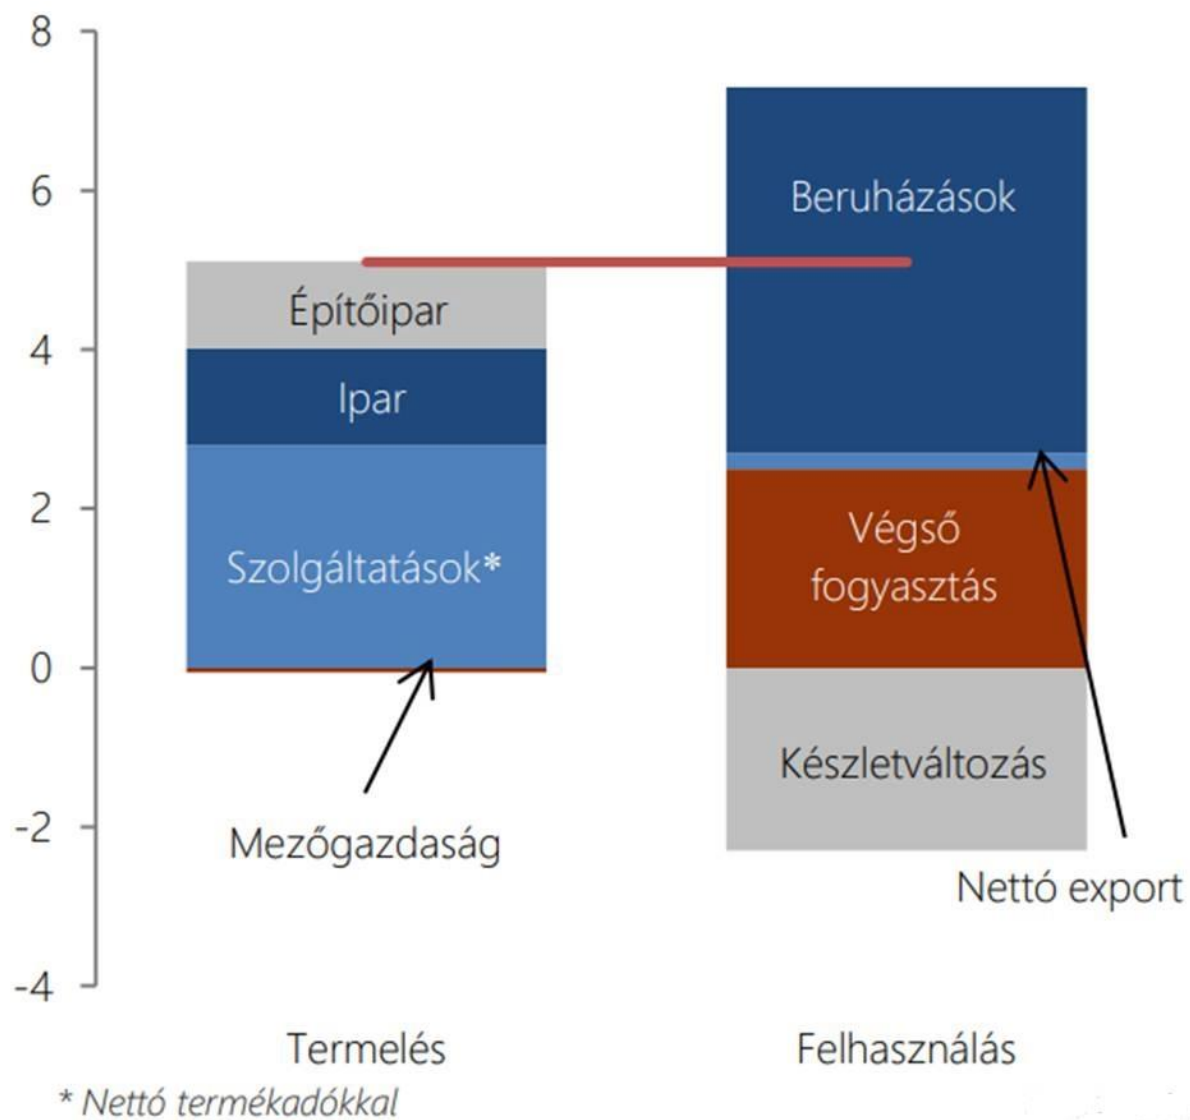 8
6
4
2
0
-2
-4
Építőipar
Ipar
Szolgáltatások*
Mezőgazdaság
Beruházások
Végső
fogyasztás
Készletváltozás
Nettó export
Termelés
Felhasználás
* Nettó termékadókkal